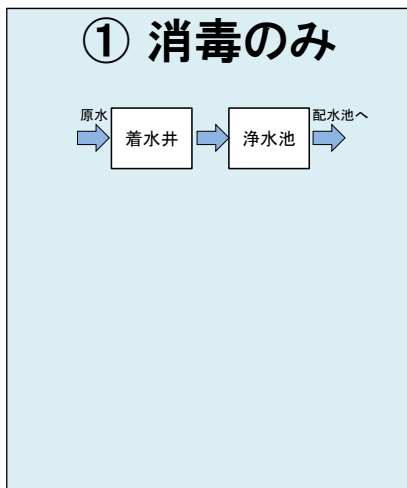 ① 消毒のみ
原水
着水井
浄水池
配水池へ